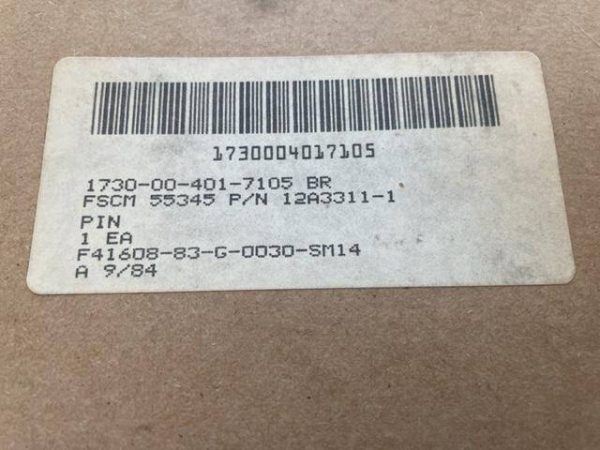 1730004017105
1730-00-401-7105 BR
FSCM 55345 P/N 12A3311-1
PIN
1 EA
F41608-83-G-0030-SM14
A 9/84